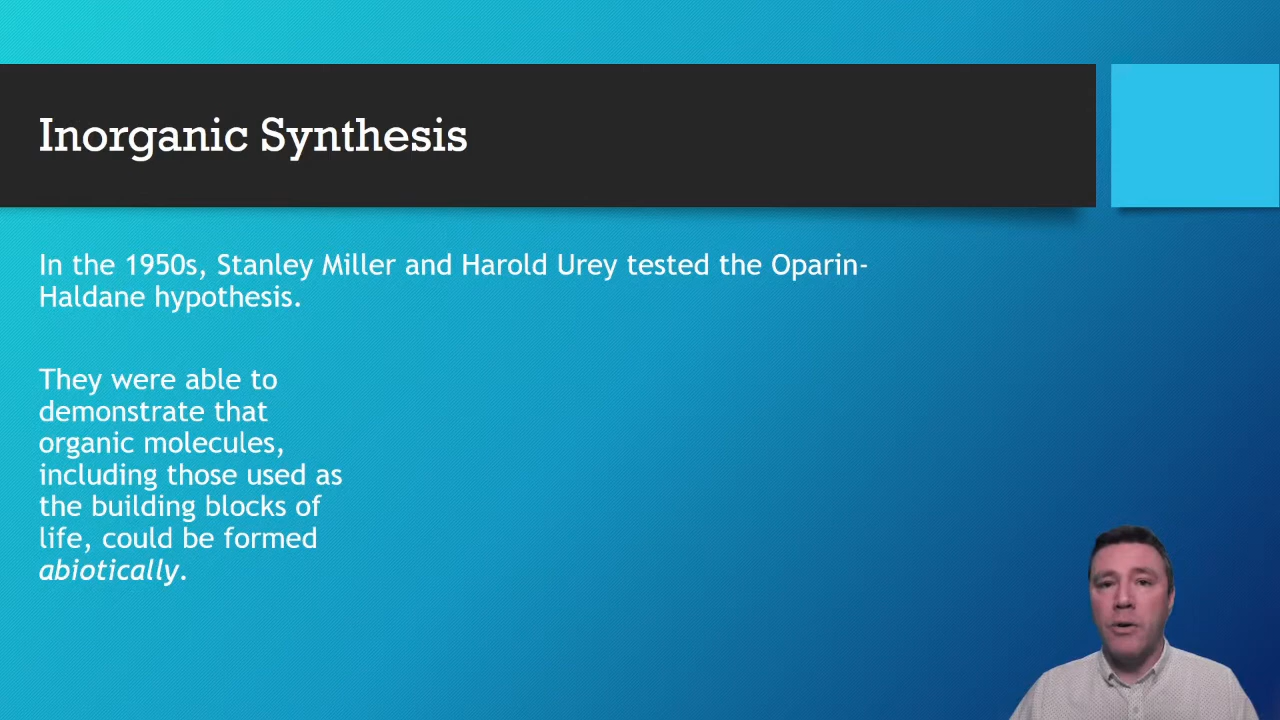 Inorganic Synthesis
In the 1950s, Stanley Miller and Harold Urey tested the Oparin-
Haldane hypothesis.
They were able to
demonstrate that
organic molecules,
including those used as
the building blocks of
life, could be formed
abiotically.